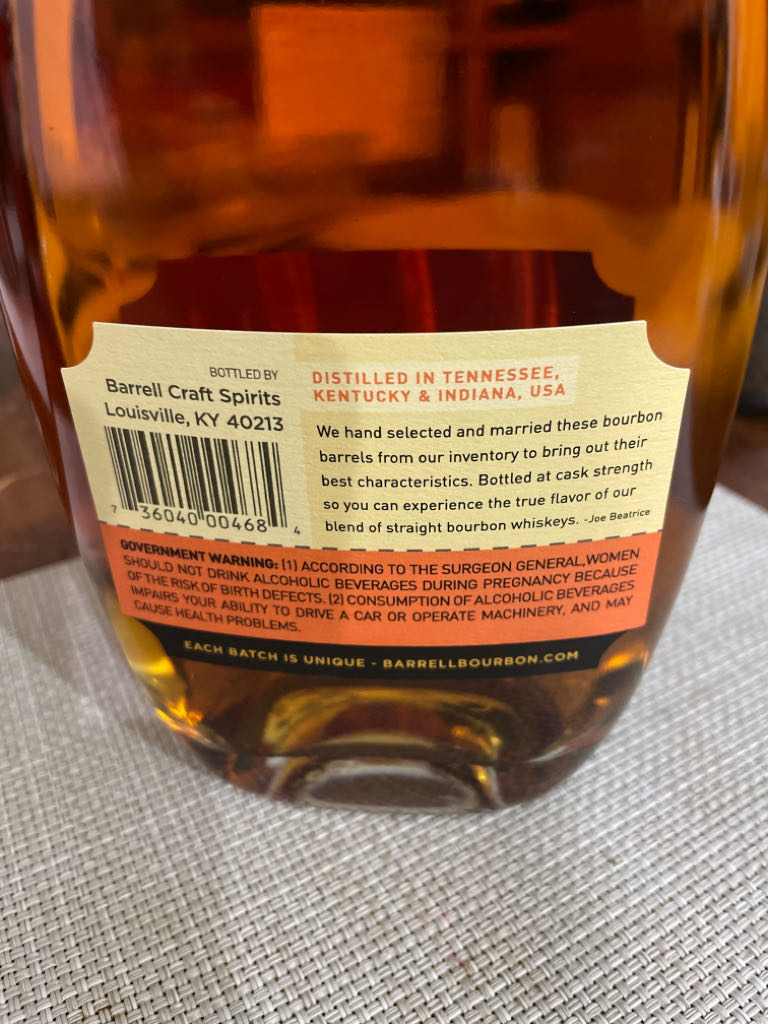 BOTTLED BY
Barrell Craft Spirits
Louisville, KY 40213
7 36040 00468 4
DISTILLED IN TENNESSEE,
KENTUCKY & INDIANA, USA
We hand selected and married these bourbon
barrels from our inventory to bring out their
best characteristics. Bottled at cask strength
so you can experience the true flavor of our
blend of straight bourbon whiskeys. -Joe Beatrice
GOVERNMENT WARNING: (1) ACCORDING TO THE SURGEON GENERAL,WOMEN
SHOULD NOT DRINK ALCOHOLIC BEVERAGES DURING PREGNANCY BECAUSE
OF THE RISK OF BIRTH DEFECTS. (2) CONSUMPTION OF ALCOHOLIC BEVERAGES
IMPAIRS YOUR ABILITY TO DRIVE A CAR OR OPERATE MACHINERY, AND MAY
CAUSE HEALTH PROBLEMS.
EACH BATCH IS UNIQUE - BARRELLBOURBON.COM